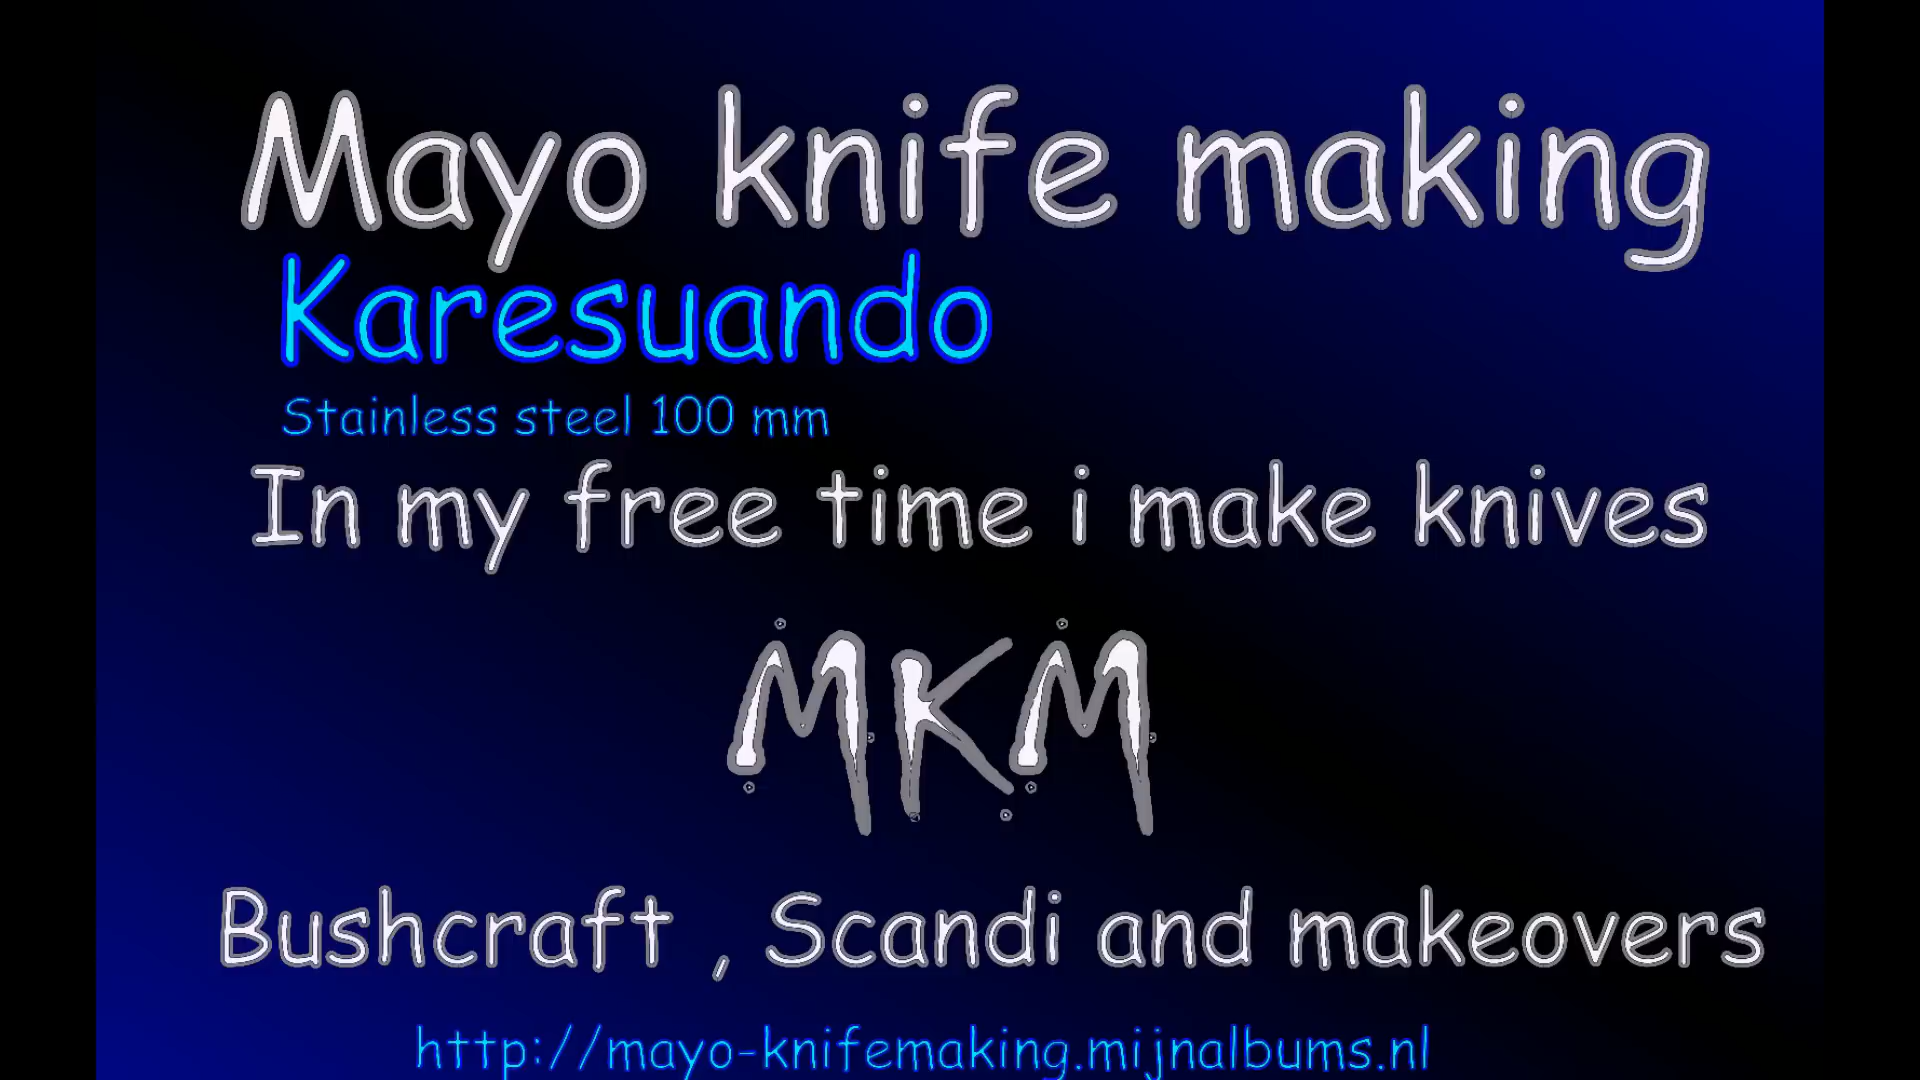 Mayo knife making
Karesuando
Stainless steel 100 mm
In my free time i make knives
MKM
Bushcraft , Scandi and makeovers
http://mayo-knifemaking.mijnalbums.nl